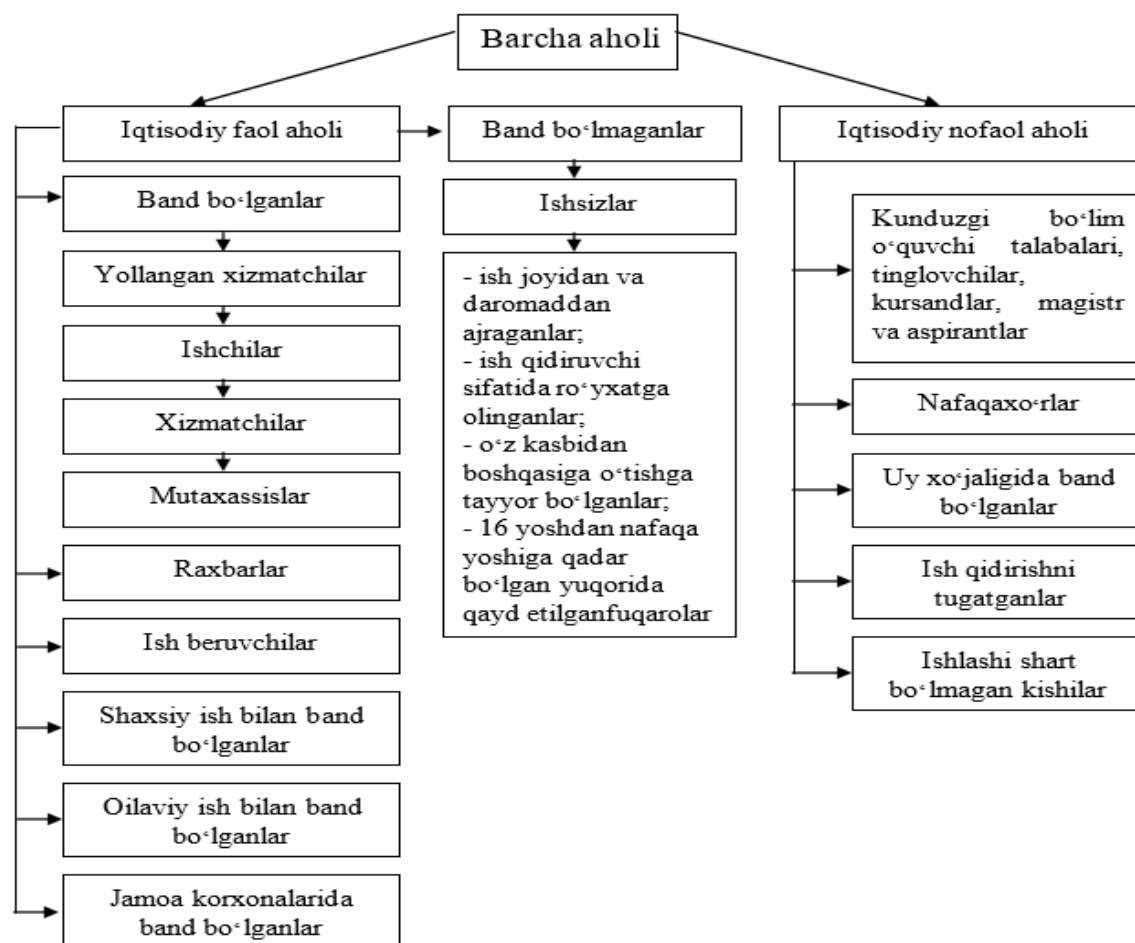 Barcha aholi
Iqtisodiy faol aholi
Band bo‘lmaganlar
Iqtisodiy nofaol aholi
Band bo‘lganlar
Yollangan xizmatchilar
Ishchilar
Xizmatchilar
Mutaxassislar
Raxbarlar
Ish beruvchilar
Shaxsiy ish bilan band
bo‘lganlar
Oilaviy ish bilan band
bo‘lganlar
Jamoa korxonalarida
band bo‘lganlar
Ishsizlar
- ish joyidan va
daromaddan
ajraganlar;
- ish qidiruvchi
sifatida ro‘yxatga
olinganlar;
- o‘z kasbidan
boshqasiga o‘tishga
tayyor bo‘lganlar;
- 16 yoshdan nafaqa
yoshiga qadar
bo‘lgan yuqorida
qayd etilganfuqarolar
Kunduzgi bo‘lim
o‘quvchi talabalari,
tinglovchilar,
kursandlar, magistr
va aspirantlar
Nafaqaxo‘rlar
Uy xo‘jaligida band
bo‘lganlar
Ish qidirishni
tugatganlar
Ishlashi shart
bo‘lmagan kishilar